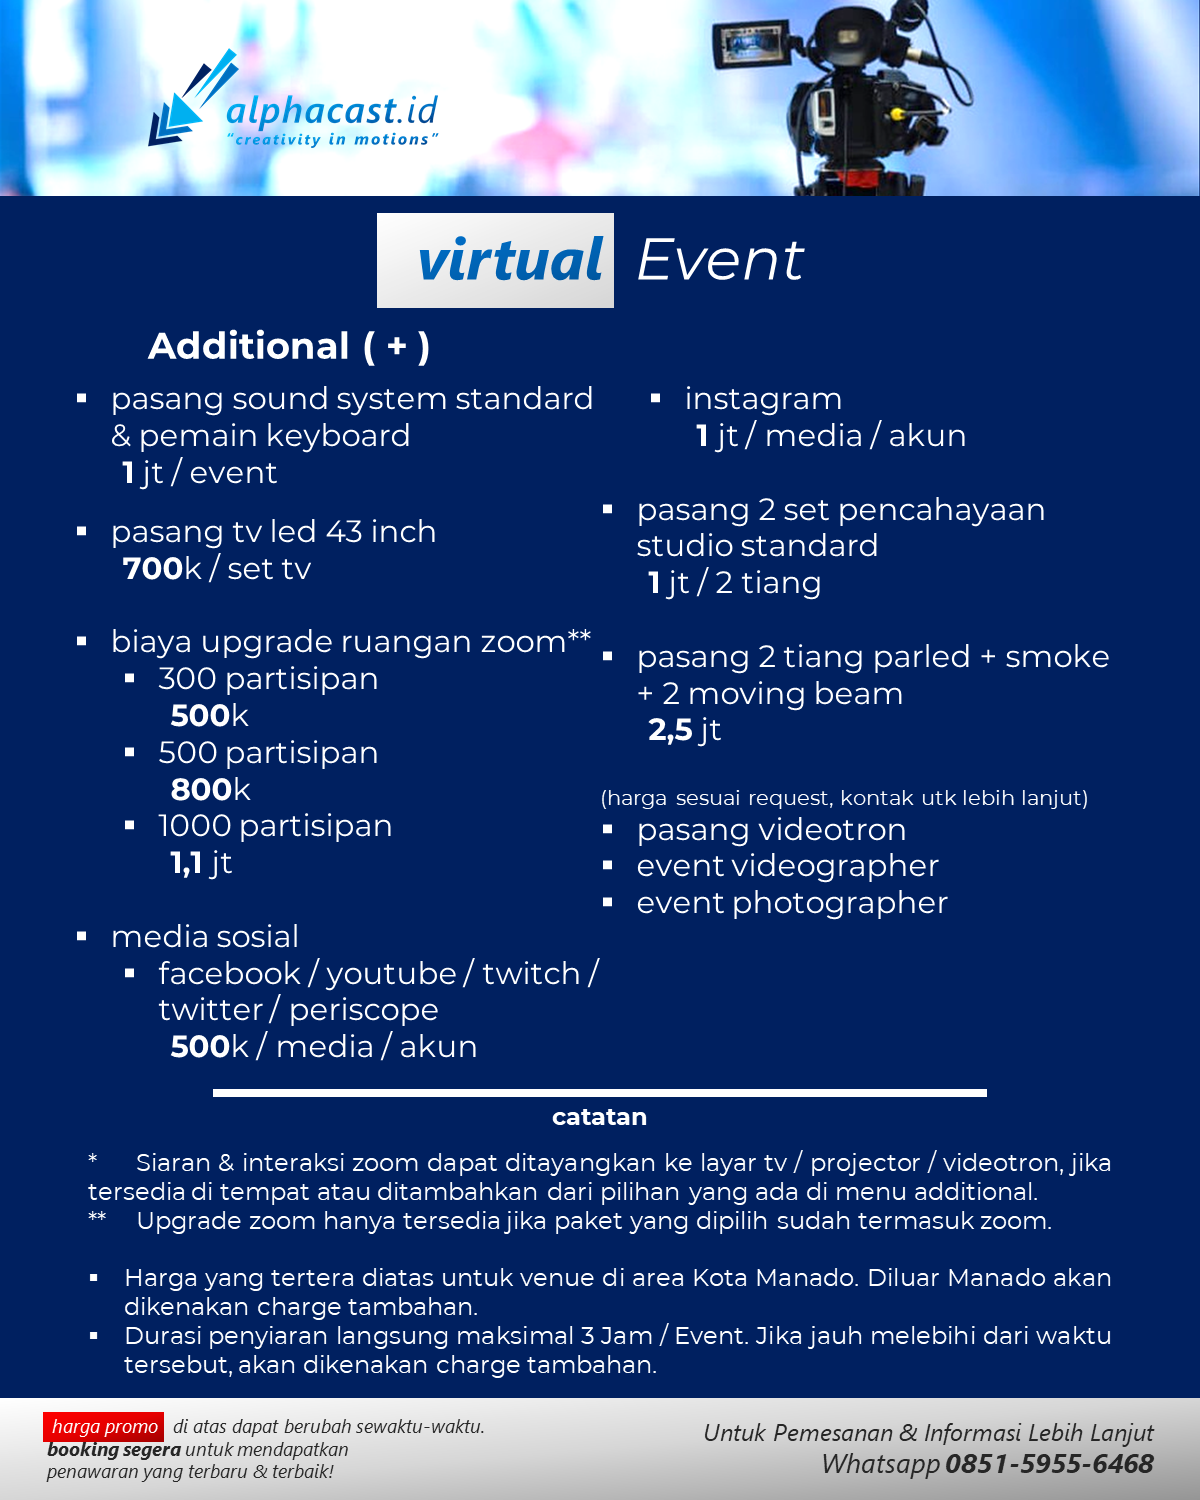 alphacast.id
"creativity in motions"
virtual Event
Additional ( + )
▪ pasang sound system standard
& pemain keyboard
1 jt / event
▪ pasang tv led 43 inch
700k / set tv
▪ biaya upgrade ruangan zoom**
▪ 300 partisipan
500k
▪ 500 partisipan
800k
▪ 1000 partisipan
1,1 jt
▪ media sosial
▪ facebook / youtube / twitch /
twitter / periscope
500k / media / akun
▪ instagram
1 jt / media / akun
▪ pasang 2 set pencahayaan
studio standard
1 jt / 2 tiang
▪ pasang 2 tiang parled + smoke
+ 2 moving beam
2,5 jt
(harga sesuai request, kontak utk lebih lanjut)
▪ pasang videotron
▪ event videographer
▪ event photographer
catatan
* Siaran & interaksi zoom dapat ditayangkan ke layar tv / projector / videotron, jika
tersedia di tempat atau ditambahkan dari pilihan yang ada di menu additional.
** Upgrade zoom hanya tersedia jika paket yang dipilih sudah termasuk zoom.
▪ Harga yang tertera diatas untuk venue di area Kota Manado. Diluar Manado akan
dikenakan charge tambahan.
▪ Durasi penyiaran langsung maksimal 3 Jam / Event. Jika jauh melebihi dari waktu
tersebut, akan dikenakan charge tambahan.
harga promo di atas dapat berubah sewaktu-waktu.
booking segera untuk mendapatkan
penawaran yang terbaru & terbaik!
Untuk Pemesanan & Informasi Lebih Lanjut
Whatsapp 0851-5955-6468